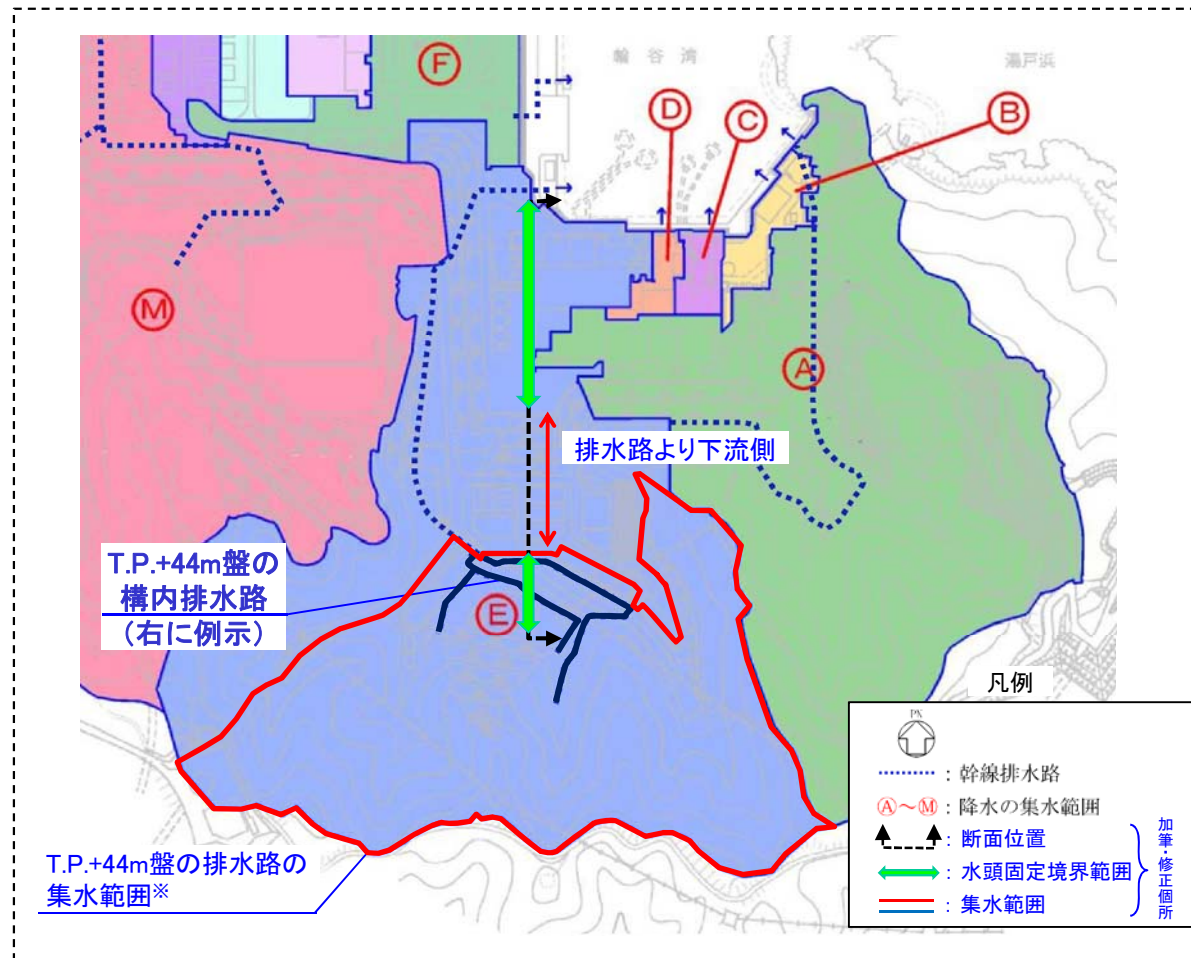 輪谷湾
湯戸浜
F
D
C
B
M
A
排水路より下流側
T.P.+44m盤の
構内排水路
(右に例示)
E
T.P.+44m盤の排水路の
集水範囲※
凡例
PN
:幹線排水路
A~M:降水の集水範囲
:断面位置
:水頭固定境界範囲
:集水範囲
加筆・修正個所